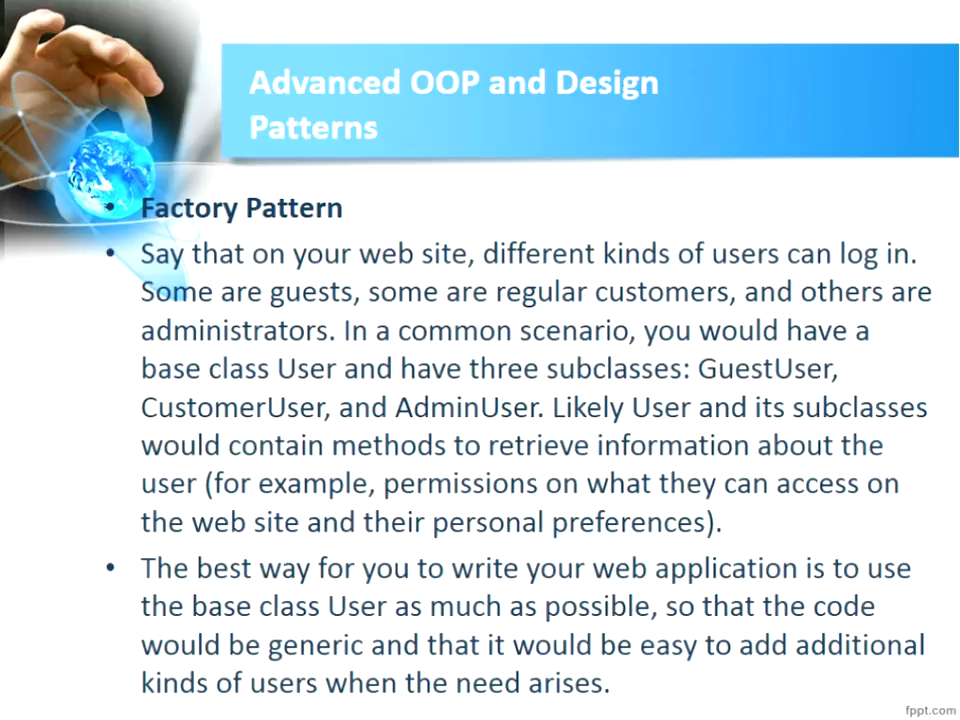 Advanced OOP and Design
Patterns
• Factory Pattern
• Say that on your web site, different kinds of users can log in.
Some are guests, some are regular customers, and others are
administrators. In a common scenario, you would have a
base class User and have three subclasses: GuestUser,
CustomerUser, and AdminUser. Likely User and its subclasses
would contain methods to retrieve information about the
user (for example, permissions on what they can access on
the web site and their personal preferences).
• The best way for you to write your web application is to use
the base class User as much as possible, so that the code
would be generic and that it would be easy to add additional
kinds of users when the need arises.
fppt.com